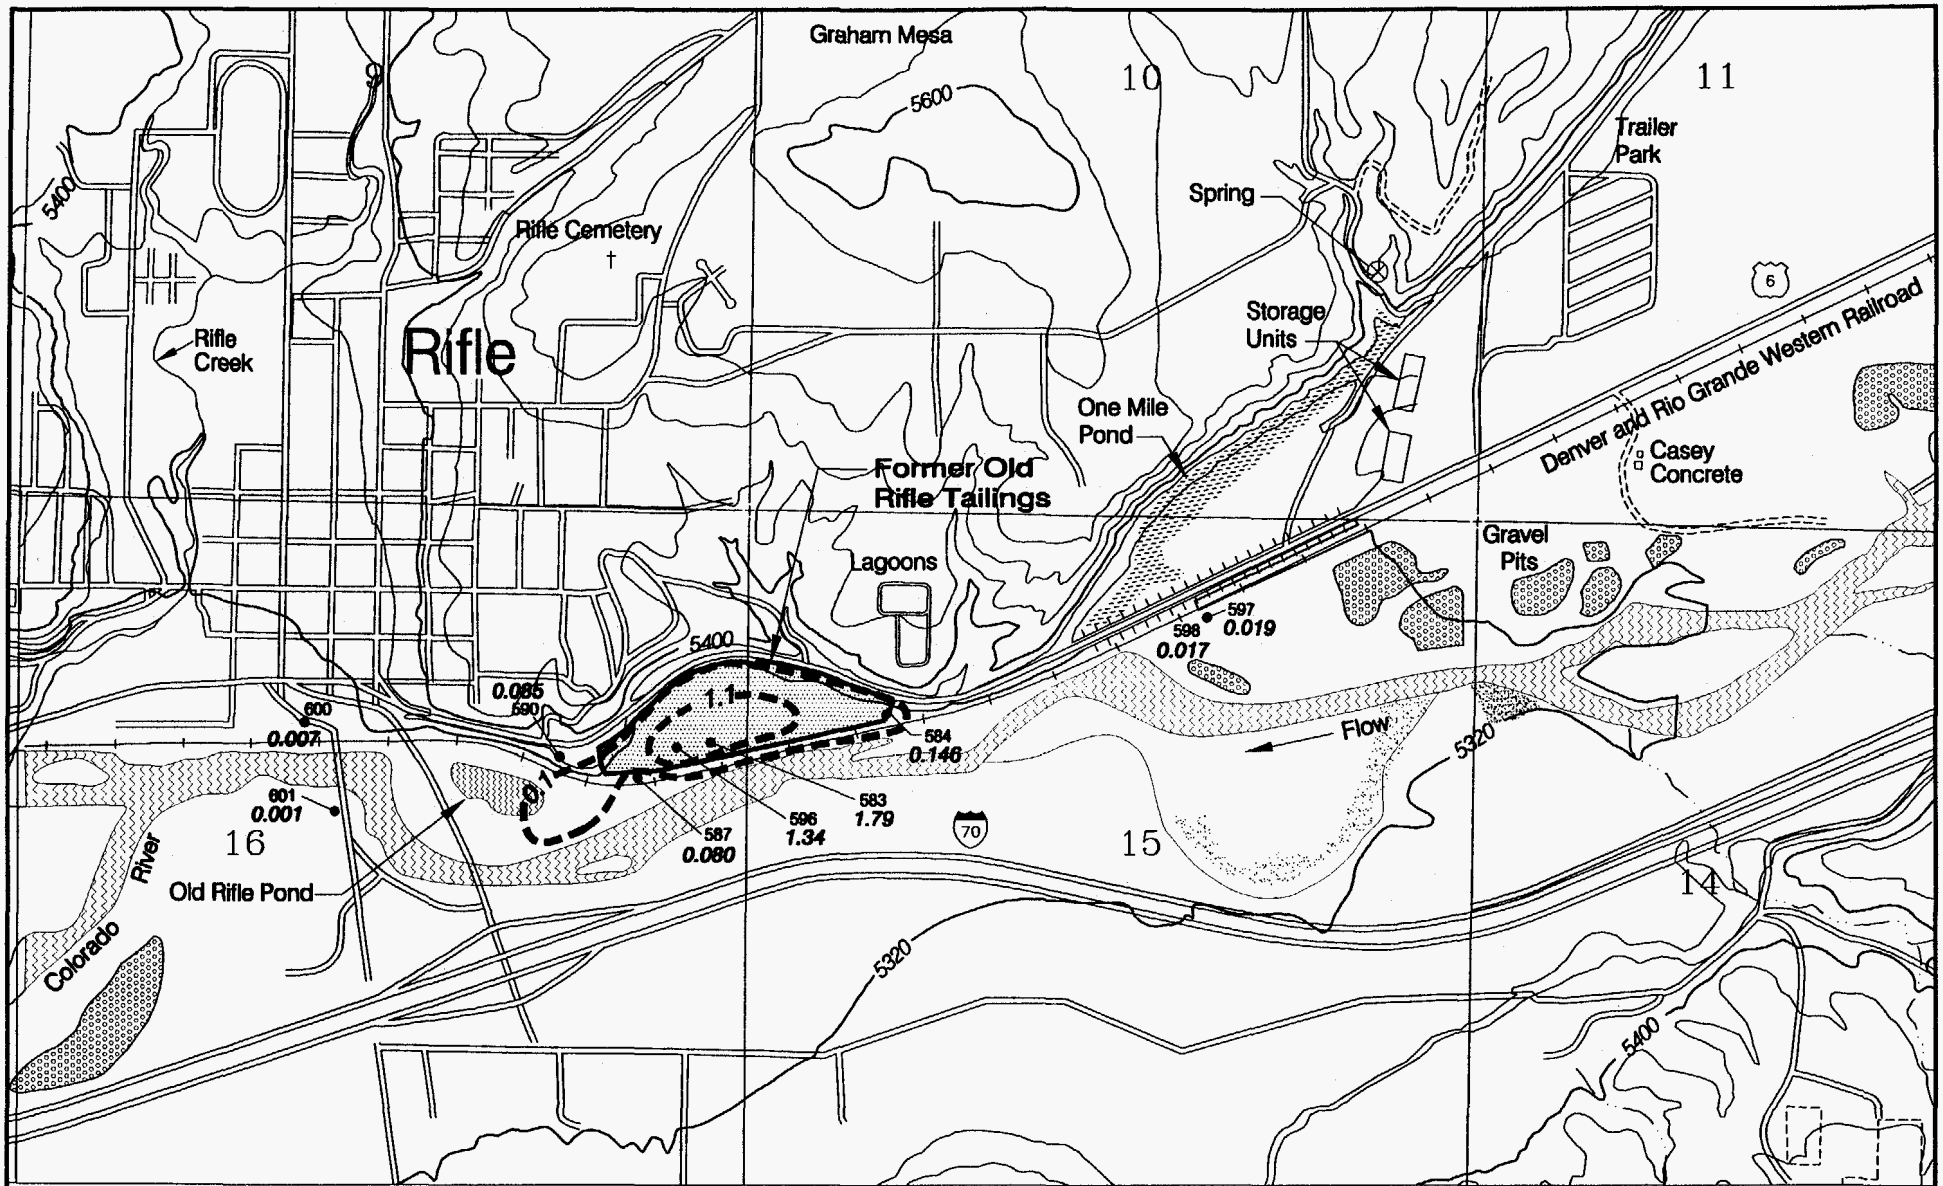 Graham Mesa
9
10
11
5600
Trailer
Park
5400
Spring
Rifle Cemetery
†
6
Storage
Units
Rifle
Creek
Rifle
Denver and Rio Grande Western Railroad
One Mile
Pond
Casey
Concrete
Former Old
Rifle Tailings
Gravel
Pits
Lagoons
597
0.019
598
0.017
5400
0.085
590
1.1
600
0.007
584
0.146
Flow
5320
0.1
601
0.001
583
1.79
596
1.34
587
0.080
70
16
15
14
River
Old Rifle Pond
Colorado
5320
5400